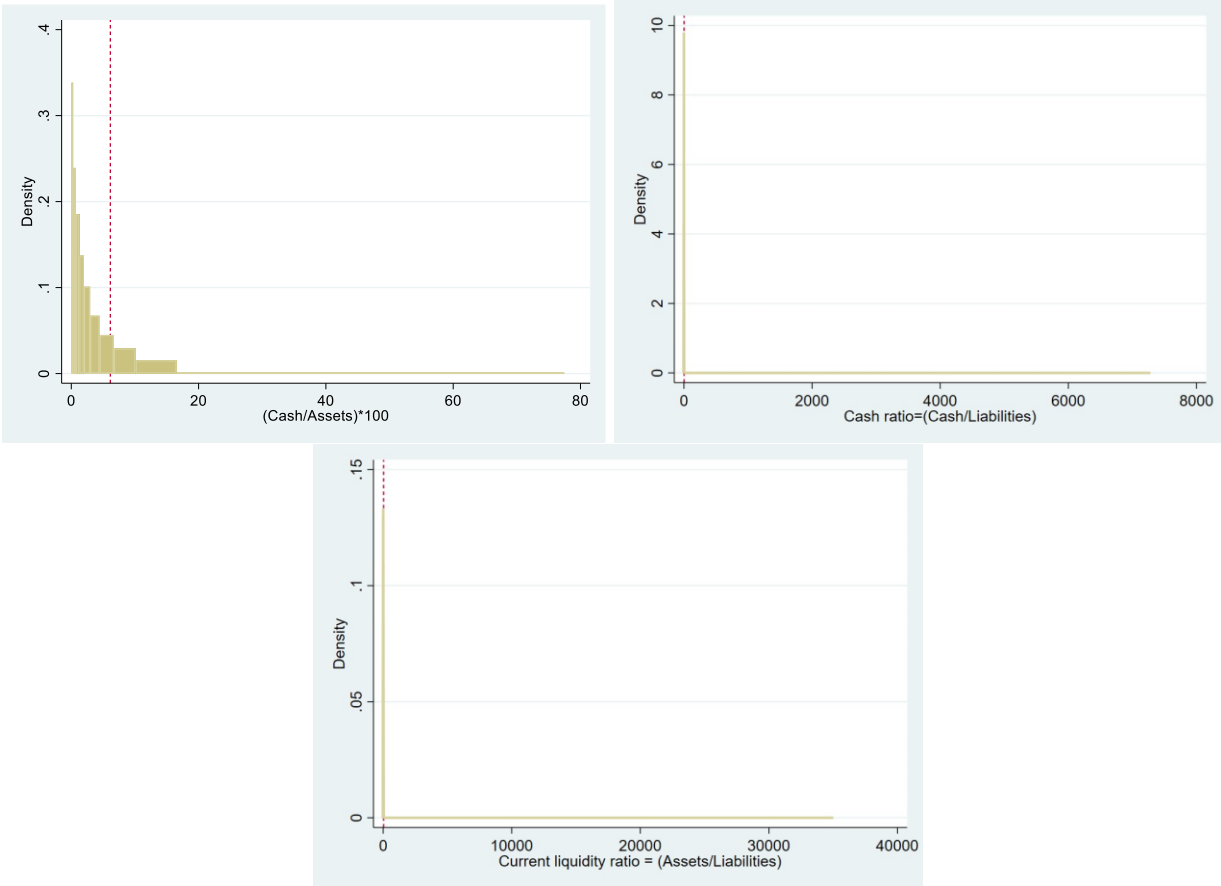 Density
.4
.3
.2
.1
0
0 20 40 60 80
(Cash/Assets)*100
Density
10
8
6
4
2
0
0 2000 4000 6000 8000
Cash ratio=(Cash/Liabilities)
Density
.15
.1
.05
0
0 10000 20000 30000 40000
Current liquidity ratio = (Assets/Liabilities)